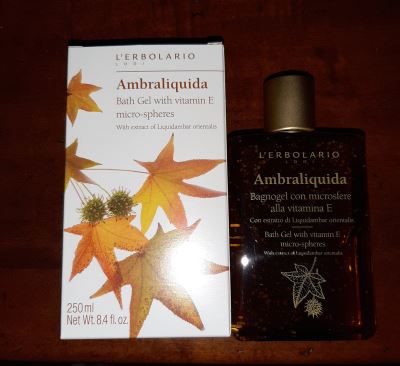 L'ERBOLARIO
LODI
Ambraliquida
Bath Gel with vitamin E
micro-spheres
With extract of Liquidambar orientalis
250 ml
Net Wt. 8.4 fl. oz.
L'ERBOLARIO
LODI
Ambraliquida
Bagnogel con microsfere
alla vitamina E
Con estratto di Liquidambar orientalis
Bath Gel with vitamin E
micro-spheres
With extract of Liquidambar orientalis